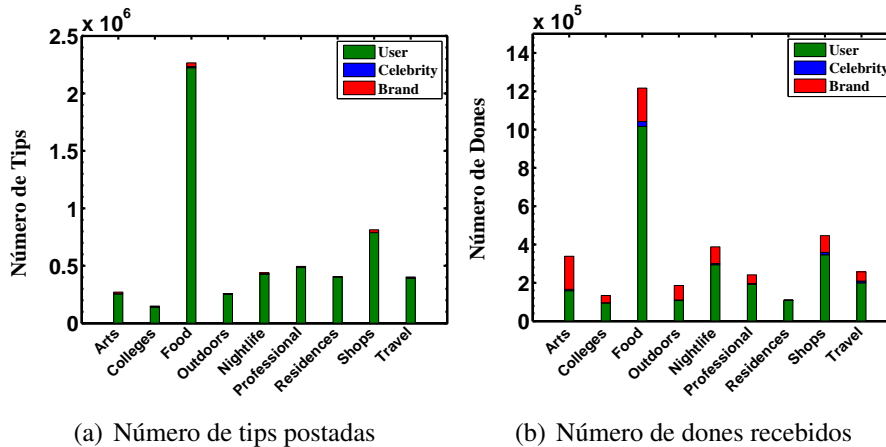 x 10^6
2.5
2
1.5
1
0.5
0
Número de Tips
User
Celebrity
Brand
Arts
Colleges
Food
Outdoors
Nightlife
Professional
Residences
Shops
Travel
(a) Número de tips postadas
x 10^5
14
12
10
8
6
4
2
0
Número de Dones
User
Celebrity
Brand
Arts
Colleges
Food
Outdoors
Nightlife
Professional
Residences
Shops
Travel
(b) Número de dones recebidos